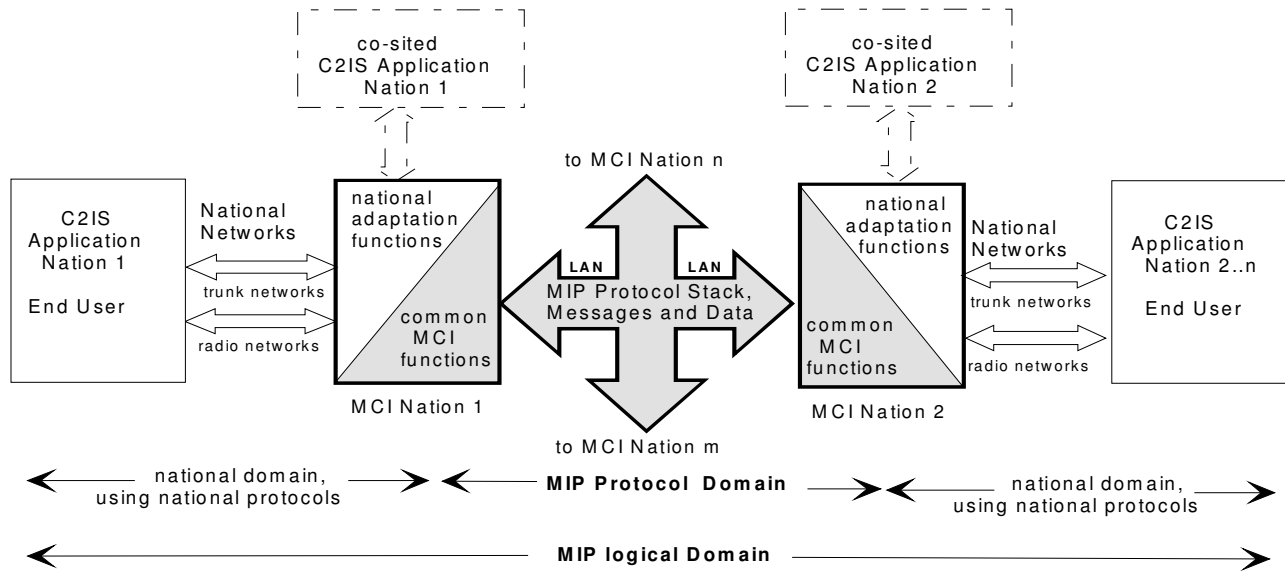 co-sited
C2IS Application
Nation 1
co-sited
C2IS Application
Nation 2
to MCI Nation n
C2IS
Application
Nation 1
End User
National
Networks
trunk networks
radio networks
national
adaptation
functions
common
MCI
functions
MCI Nation 1
LAN
LAN
MIP Protocol Stack,
Messages and Data
national
adaptation
functions
common
MCI
functions
MCI Nation 2
National
Networks
trunk networks
radio networks
C2IS
Application
Nation 2..n
End User
to MCI Nation m
national domain,
using national protocols
MIP Protocol Domain
national domain,
using national protocols
MIP logical Domain